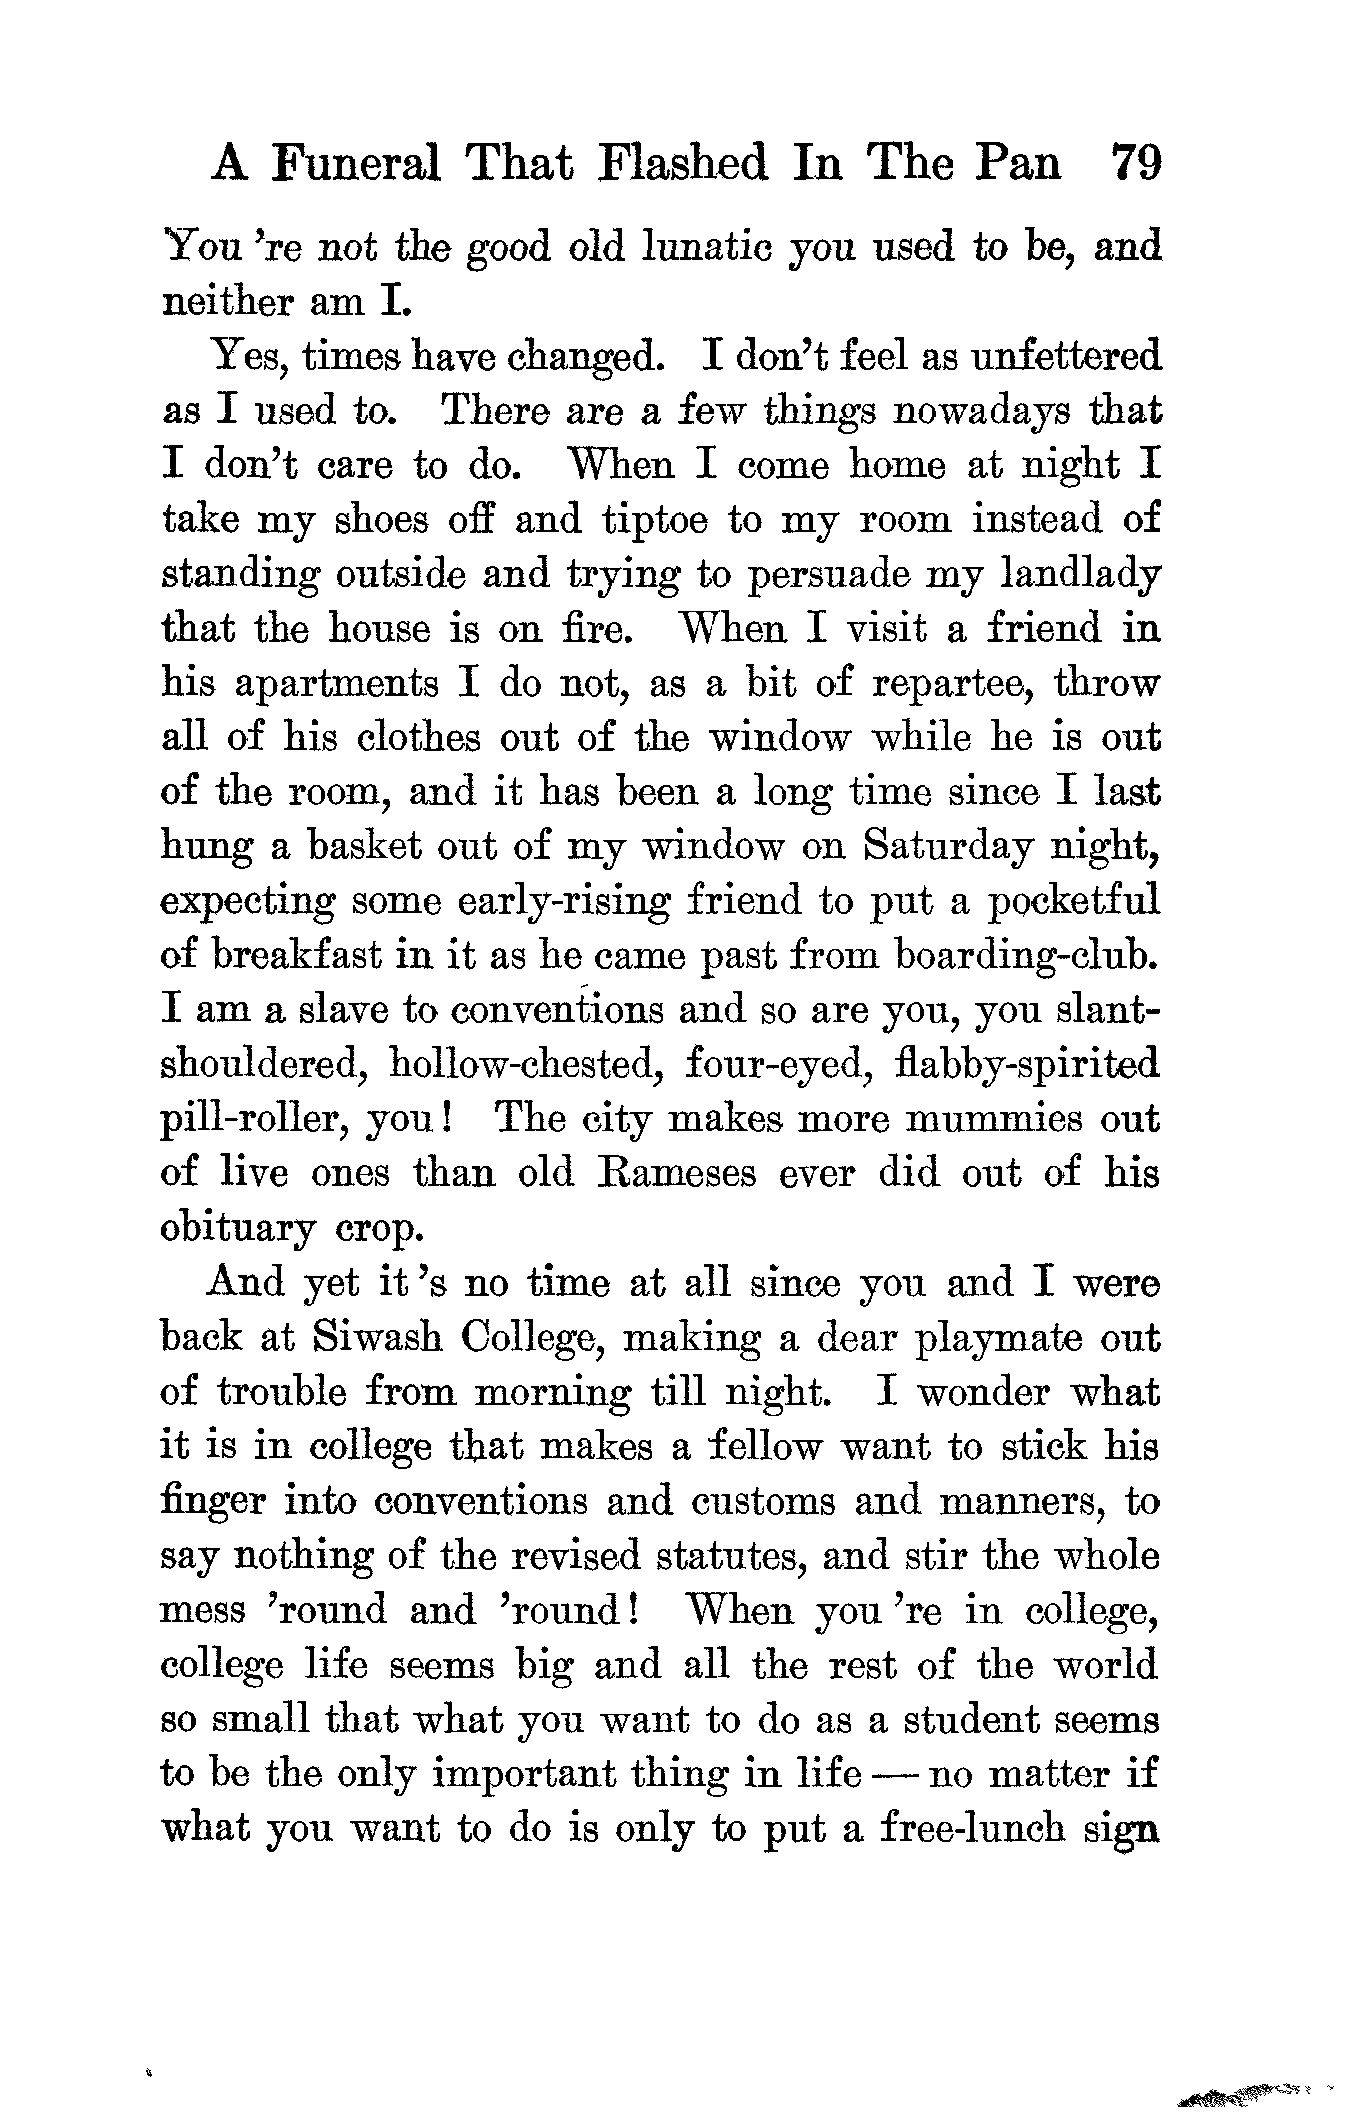 A Funeral That Flashed In The Pan 79
You 're not the good old lunatic you used to be, and
neither am I.
Yes, times have changed. I don't feel as unfettered
as I used to. There are a few things nowadays that
I don't care to do. When I come home at night I
take my shoes off and tiptoe to my room instead of
standing outside and trying to persuade my landlady
that the house is on fire. When I visit a friend in
his apartments I do not, as a bit of repartee, throw
all of his clothes out of the window while he is out
of the room, and it has been a long time since I last
hung a basket out of my window on Saturday night,
expecting some early-rising friend to put a pocketful
of breakfast in it as he came past from boarding-club.
I am a slave to conventions and so are you, you slant-
shouldered, hollow-chested, four-eyed, flabby-spirited
pill-roller, you! The city makes more mummies out
of live ones than old Rameses ever did out of his
obituary crop.
And yet it 's no time at all since you and I were
back at Siwash College, making a dear playmate out
of trouble from morning till night. I wonder what
it is in college that makes a fellow want to stick his
finger into conventions and customs and manners, to
say nothing of the revised statutes, and stir the whole
mess 'round and 'round! When you 're in college,
college life seems big and all the rest of the world
so small that what you want to do as a student seems
to be the only important thing in life — no matter if
what you want to do is only to put a free-lunch sign